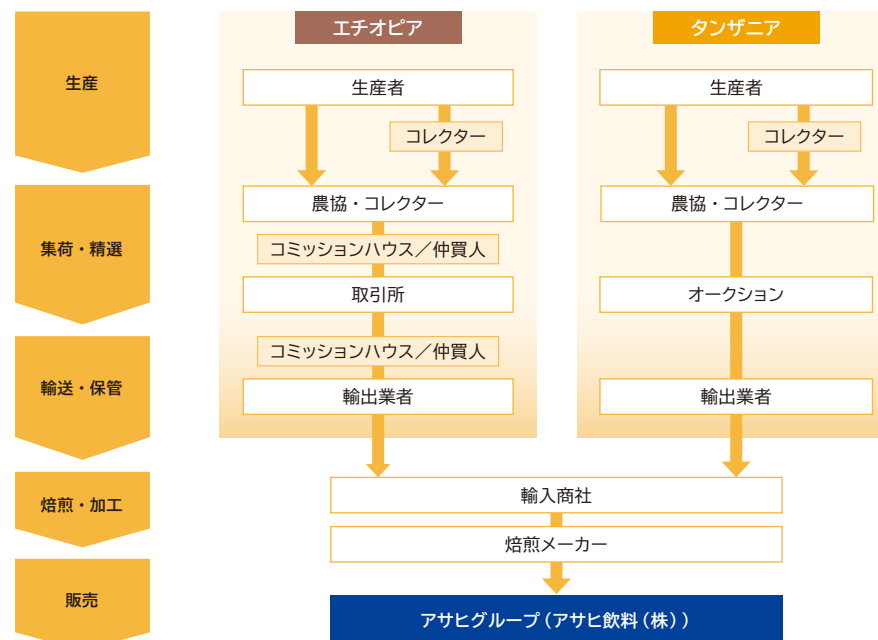 エチオピア
タンザニア
生産
生産者
生産者
コレクター
コレクター
農協・コレクター
農協・コレクター
集荷・精選
コミッションハウス／仲買人
取引所
オークション
コミッションハウス／仲買人
輸送・保管
輸出業者
輸出業者
輸入商社
焙煎・加工
焙煎メーカー
販売
アサヒグループ（アサヒ飲料（株））